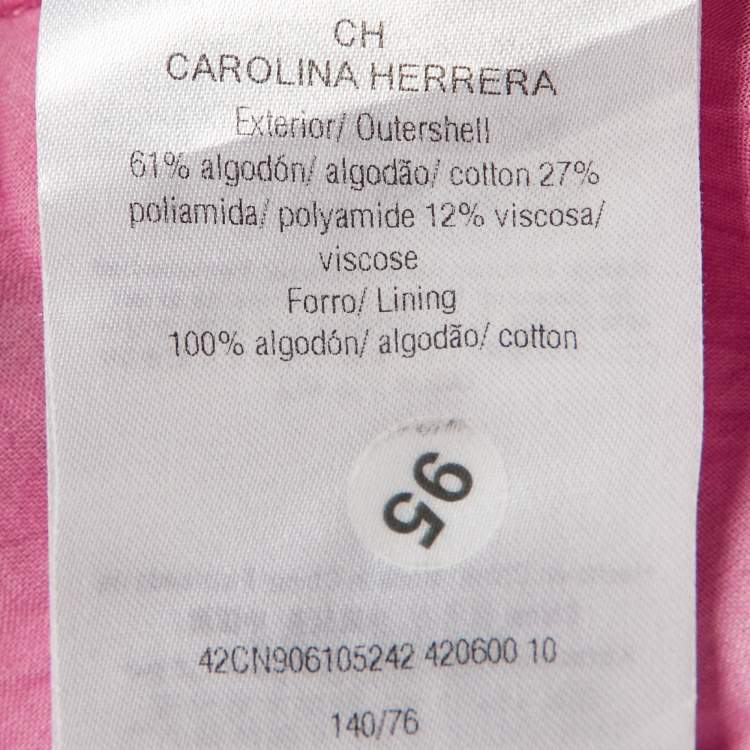 CH
CAROLINA HERRERA
Exterior/ Outershell
61% algodón/ algodão/ cotton 27%
poliamida/ polyamide 12% viscosa/
viscose
Forro/ Lining
100% algodón/ algodão/ cotton
95
42CN906105242 420600 10
140/76